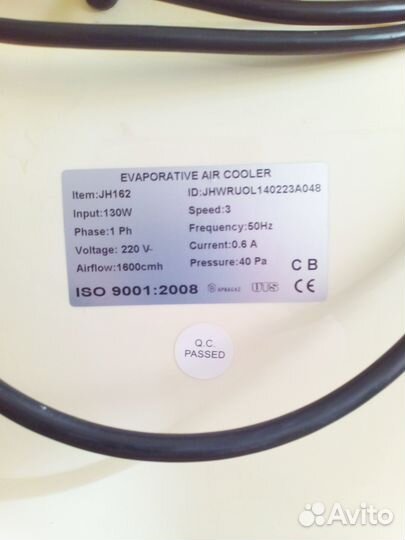 EVAPORATIVE AIR COOLER
Item:JH162 ID:JHWRUOL140223A048
Input:130W Speed:3
Phase:1 Ph Frequency:50Hz
Voltage: 220 V~ Current:0.6 A
Airflow:1600cmh Pressure:40 Pa
CB
ISO 9001:2008 UTS CE
Q.C.
PASSED
Avito